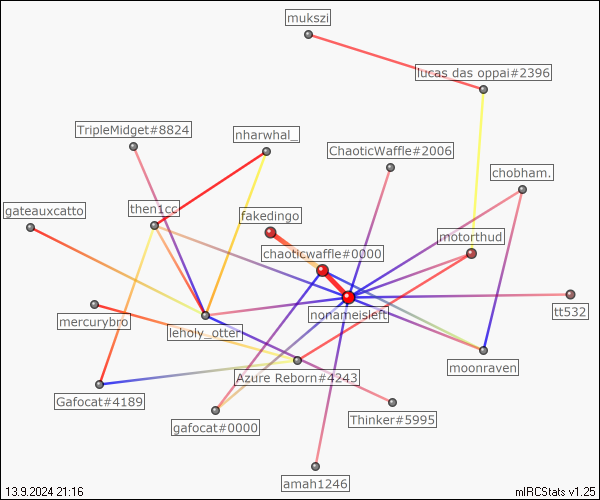 mukszi
lucas das oppai#2396
TripleMidget#8824
nharwhal_
ChaoticWaffle#2006
chobham.
gateauxcatto
then1cc
fakedingo
motorthud
chaoticwaffle#0000
nonameisleft
tt532
mercurybro
leholy_otter
moonraven
Azure Reborn#4243
Gafocat#4189
gafocat#0000
Thinker#5995
amah1246
13.9.2024 21:16
mIRCStats v1.25